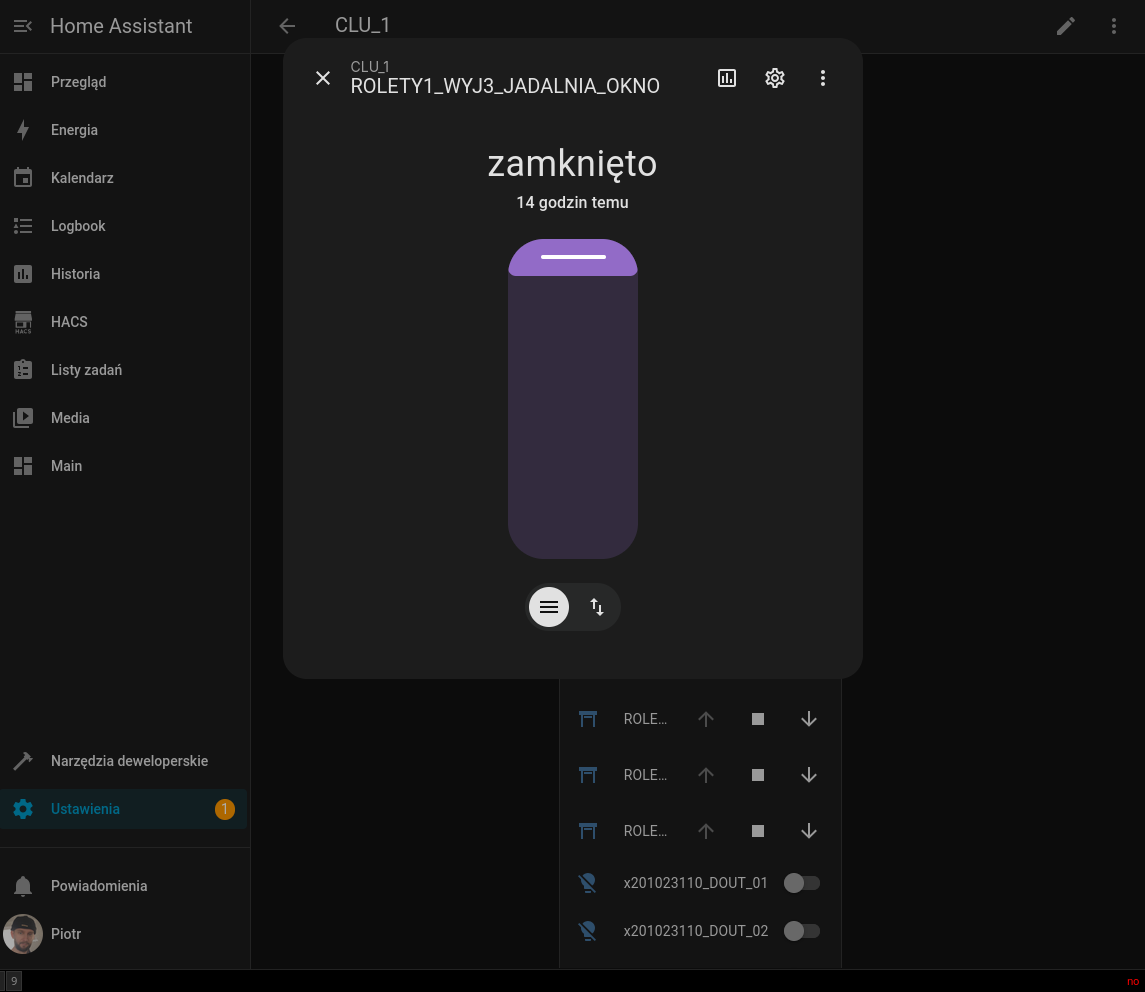 Home Assistant
CLU_1
Przegląd
Energia
Kalendarz
Logbook
Historia
HACS
HACS
Listy zadań
Media
Main
CLU_1
ROLETY1_WYJ3_JADALNIA_OKNO
zamknięto
14 godzin temu
ROLE…
ROLE…
ROLE…
x201023110_DOUT_01
x201023110_DOUT_02
Narzędzia deweloperskie
Ustawienia
1
Powiadomienia
Piotr
9
no